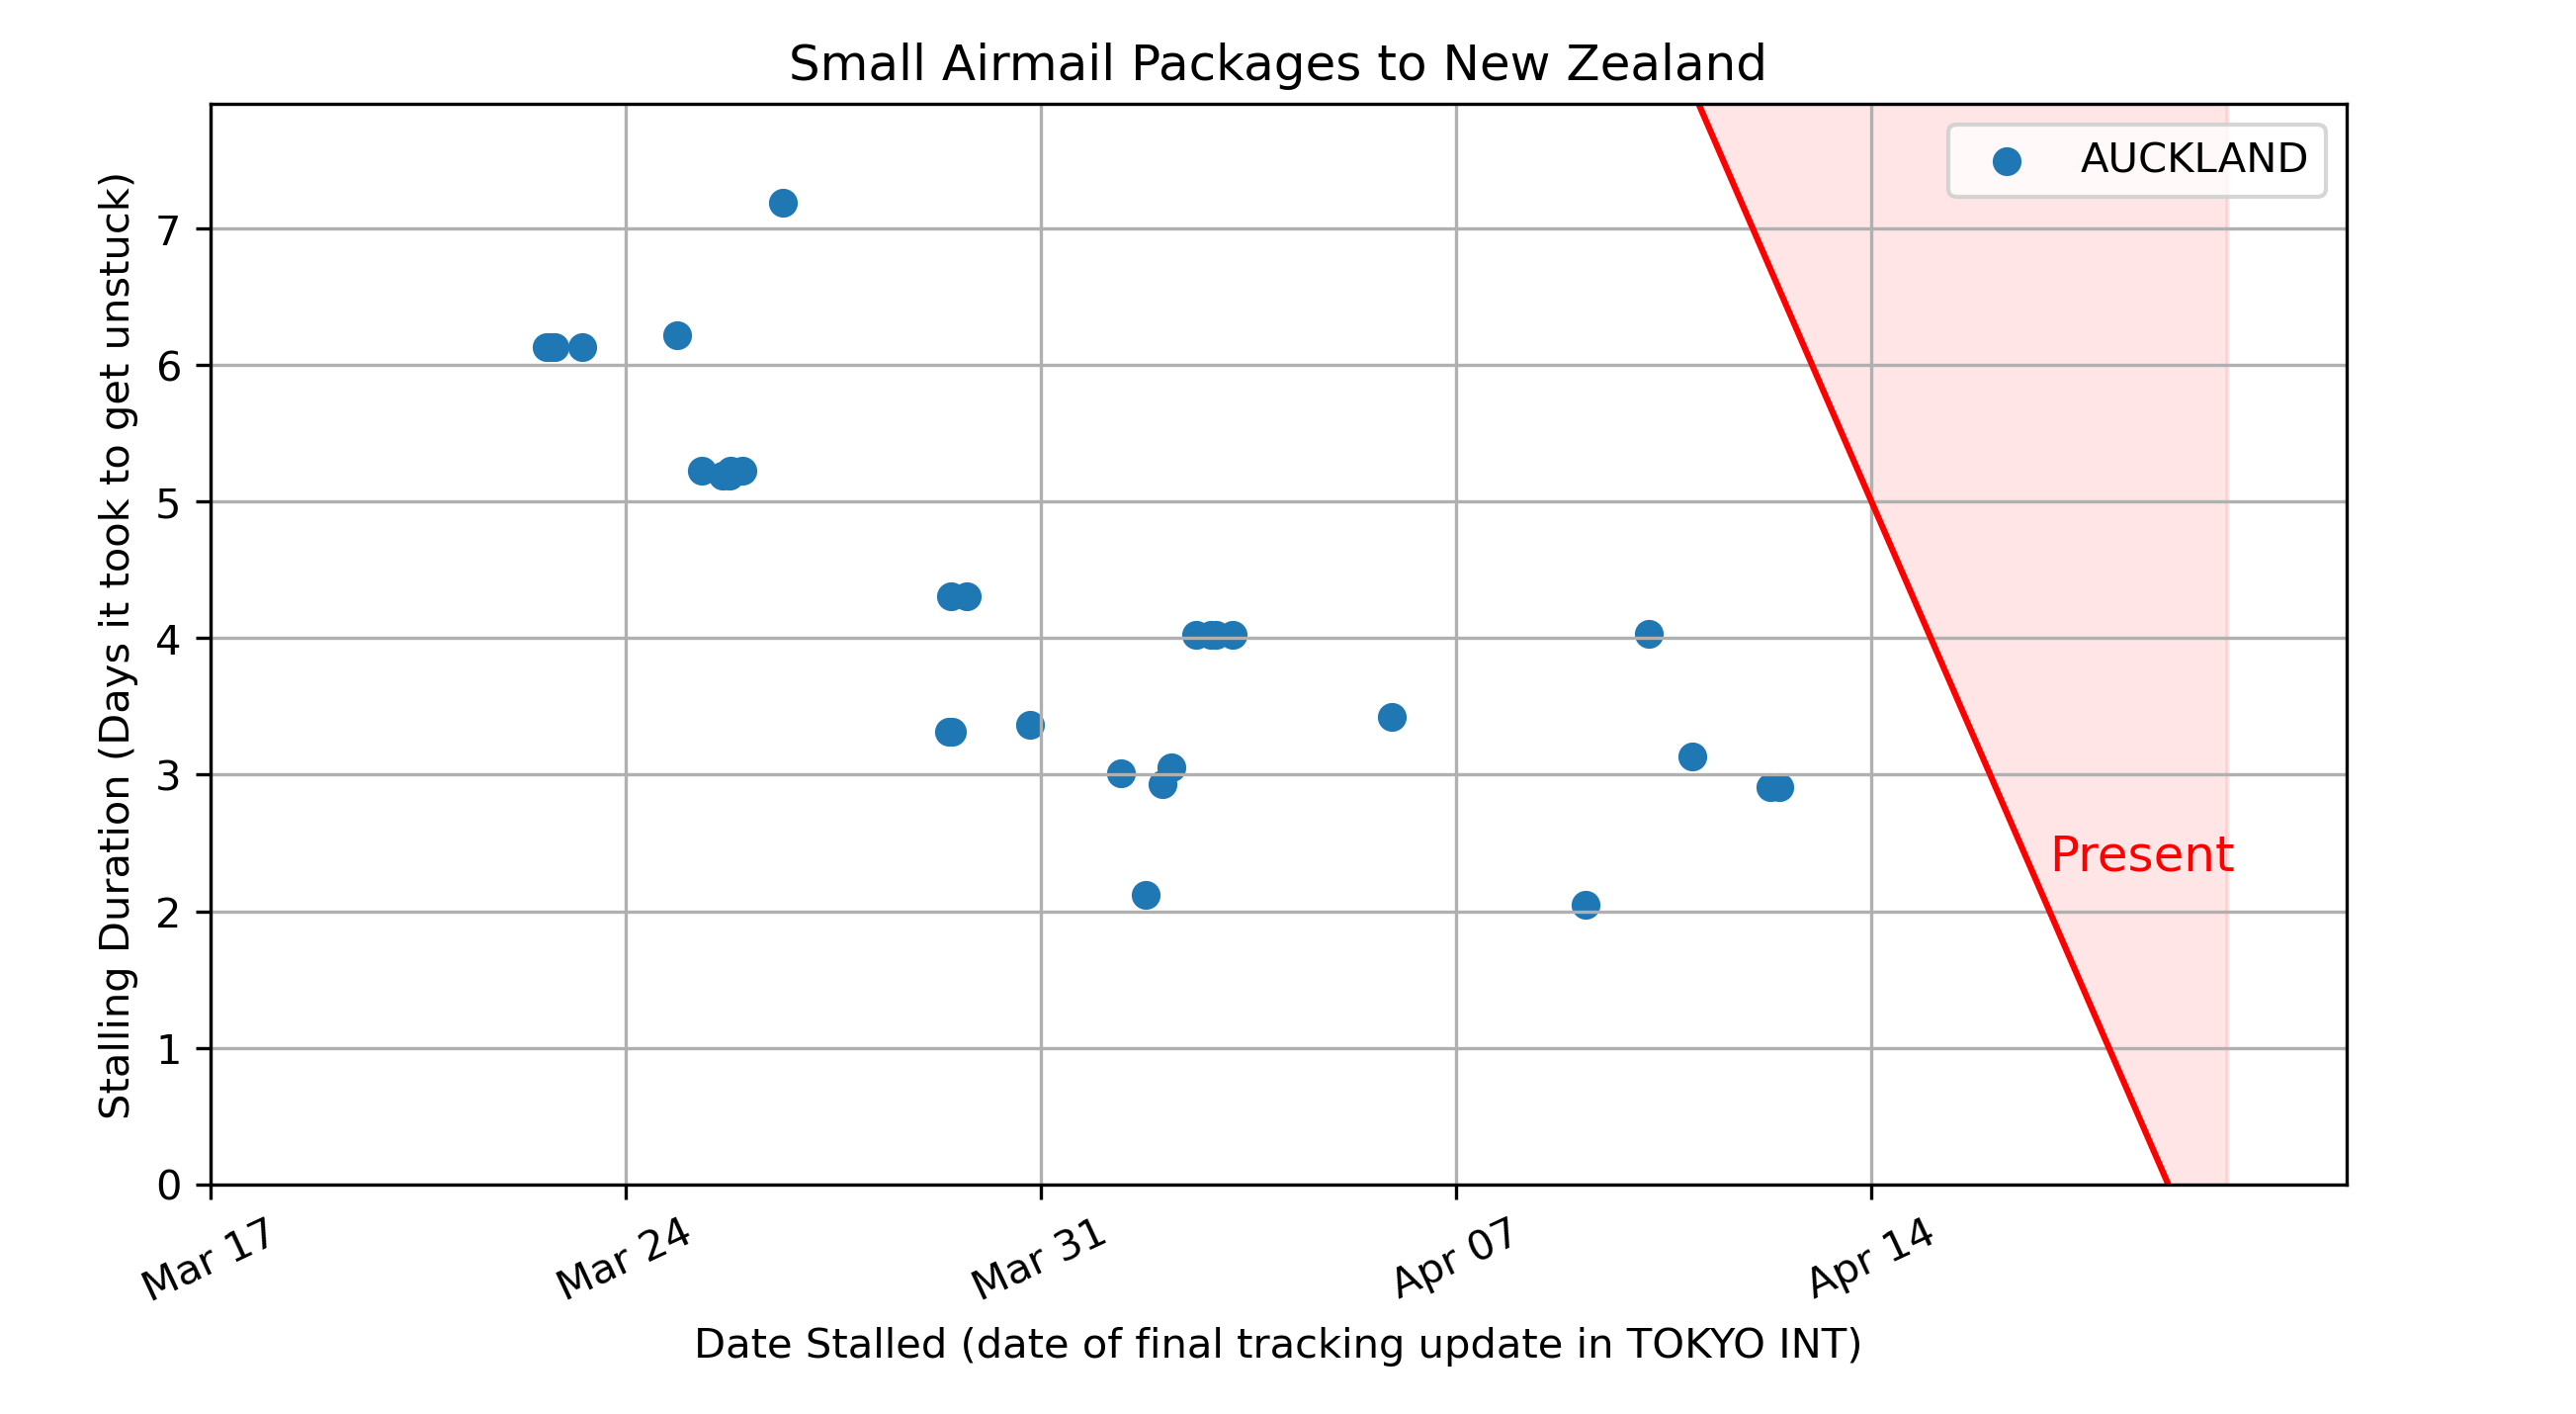 Small Airmail Packages to New Zealand
AUCKLAND
Stalling Duration (Days it took to get unstuck)
7
6
5
4
3
2
1
0
Present
Mar 17
Mar 24
Mar 31
Apr 07
Apr 14
Date Stalled (date of final tracking update in TOKYO INT)